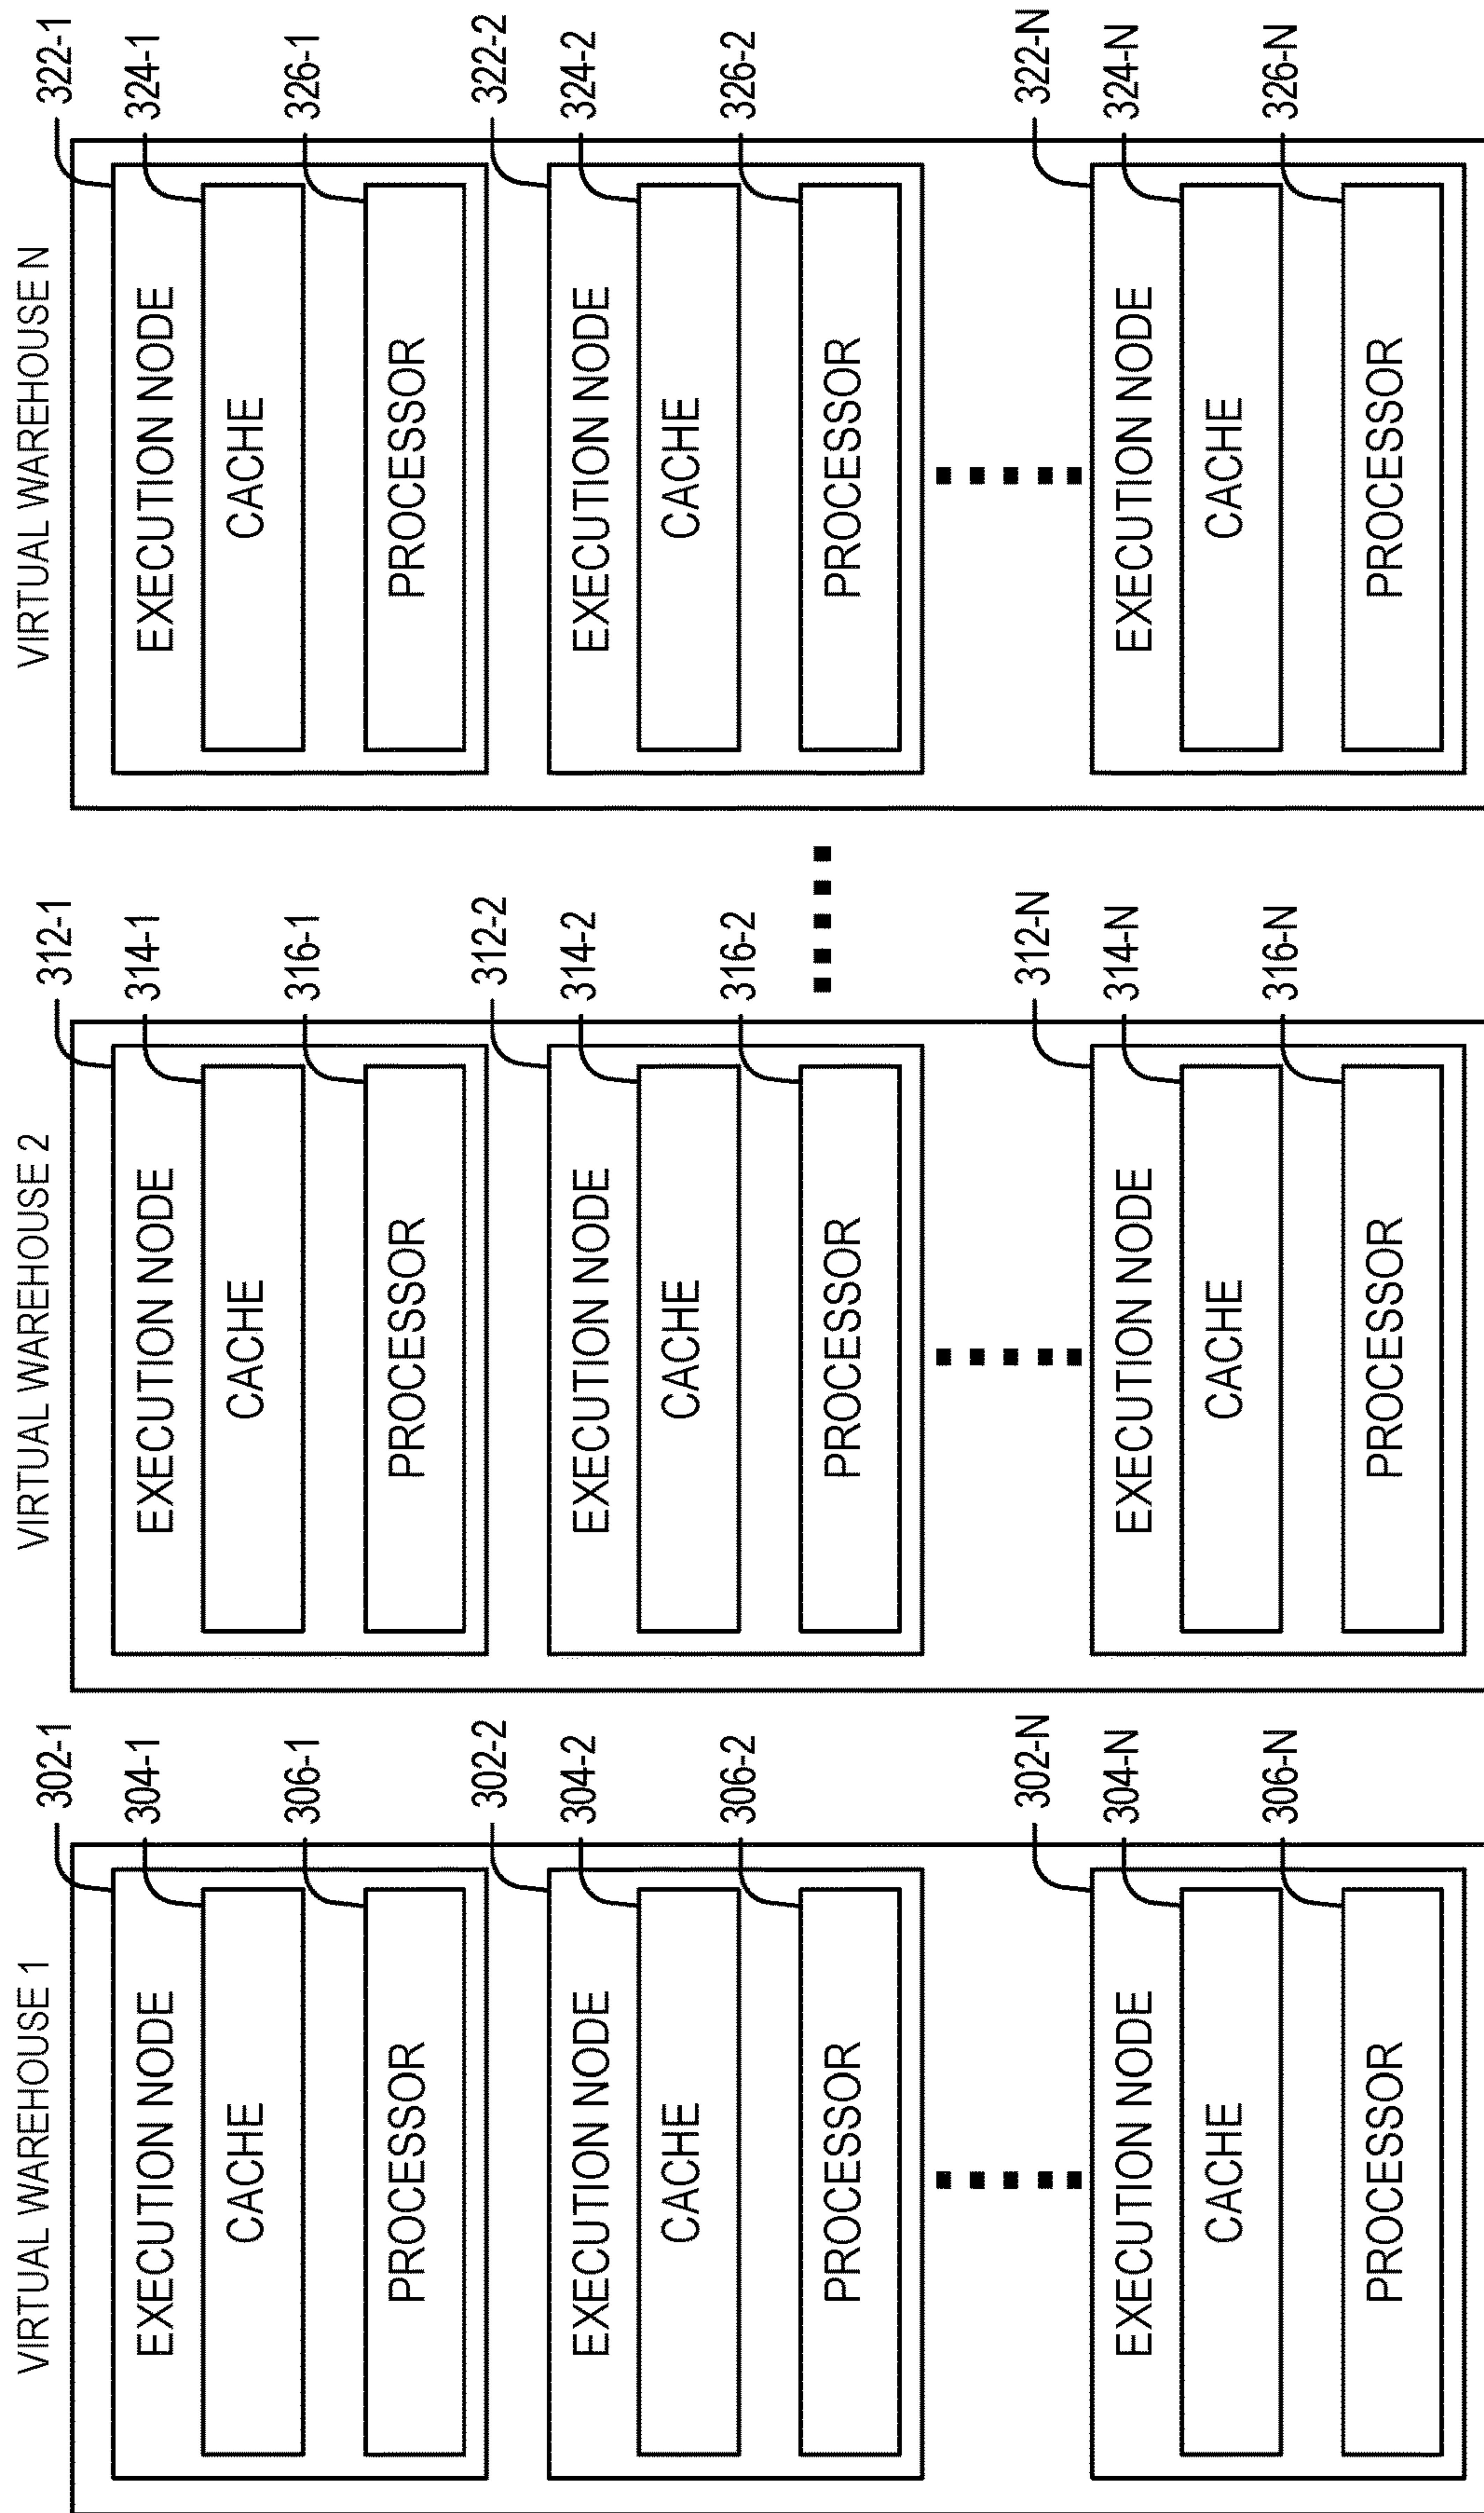 VIRTUAL WAREHOUSE 1
302-1
EXECUTION NODE
304-1
CACHE
306-1
PROCESSOR
302-2
EXECUTION NODE
304-2
CACHE
306-2
PROCESSOR
302-N
EXECUTION NODE
304-N
CACHE
306-N
PROCESSOR
VIRTUAL WAREHOUSE 2
312-1
EXECUTION NODE
314-1
CACHE
316-1
PROCESSOR
312-2
EXECUTION NODE
314-2
CACHE
316-2
PROCESSOR
312-N
EXECUTION NODE
314-N
CACHE
316-N
PROCESSOR
VIRTUAL WAREHOUSE N
322-1
EXECUTION NODE
324-1
CACHE
326-1
PROCESSOR
322-2
EXECUTION NODE
324-2
CACHE
326-2
PROCESSOR
322-N
EXECUTION NODE
324-N
CACHE
326-N
PROCESSOR